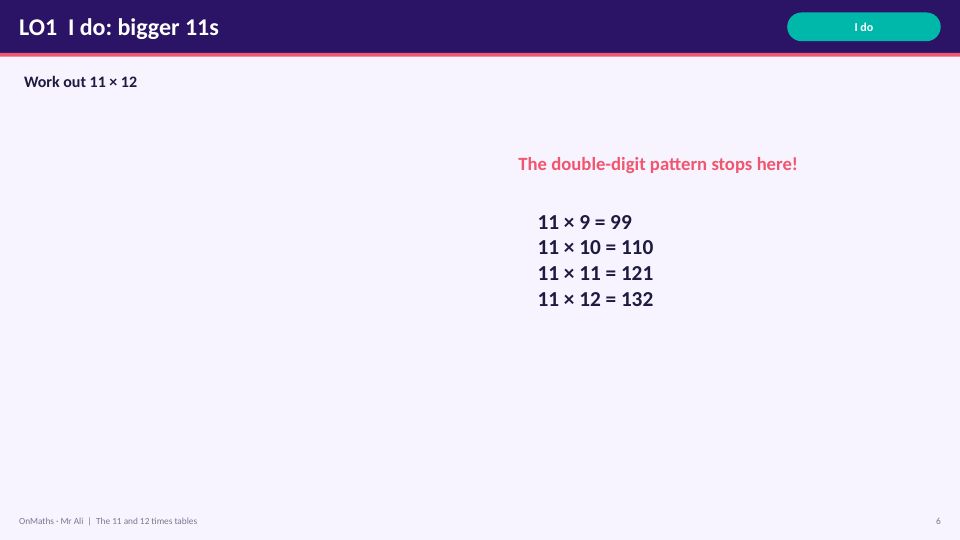 LO1  I do: bigger 11s
I do
Work out 11 × 12
The double-digit pattern stops here!
11 × 9 = 99
11 × 10 = 110
11 × 11 = 121
11 × 12 = 132
OnMaths - Mr Ali  |  The 11 and 12 times tables
6